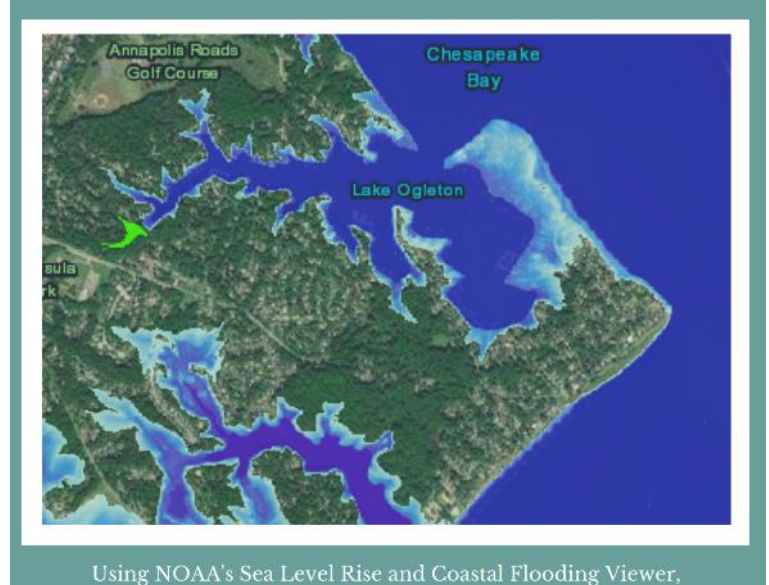 Annapolis Roads
Golf Course
Chesapeake
Bay
Lake Ogleton
sula
rk
Using NOAA's Sea Level Rise and Coastal Flooding Viewer,